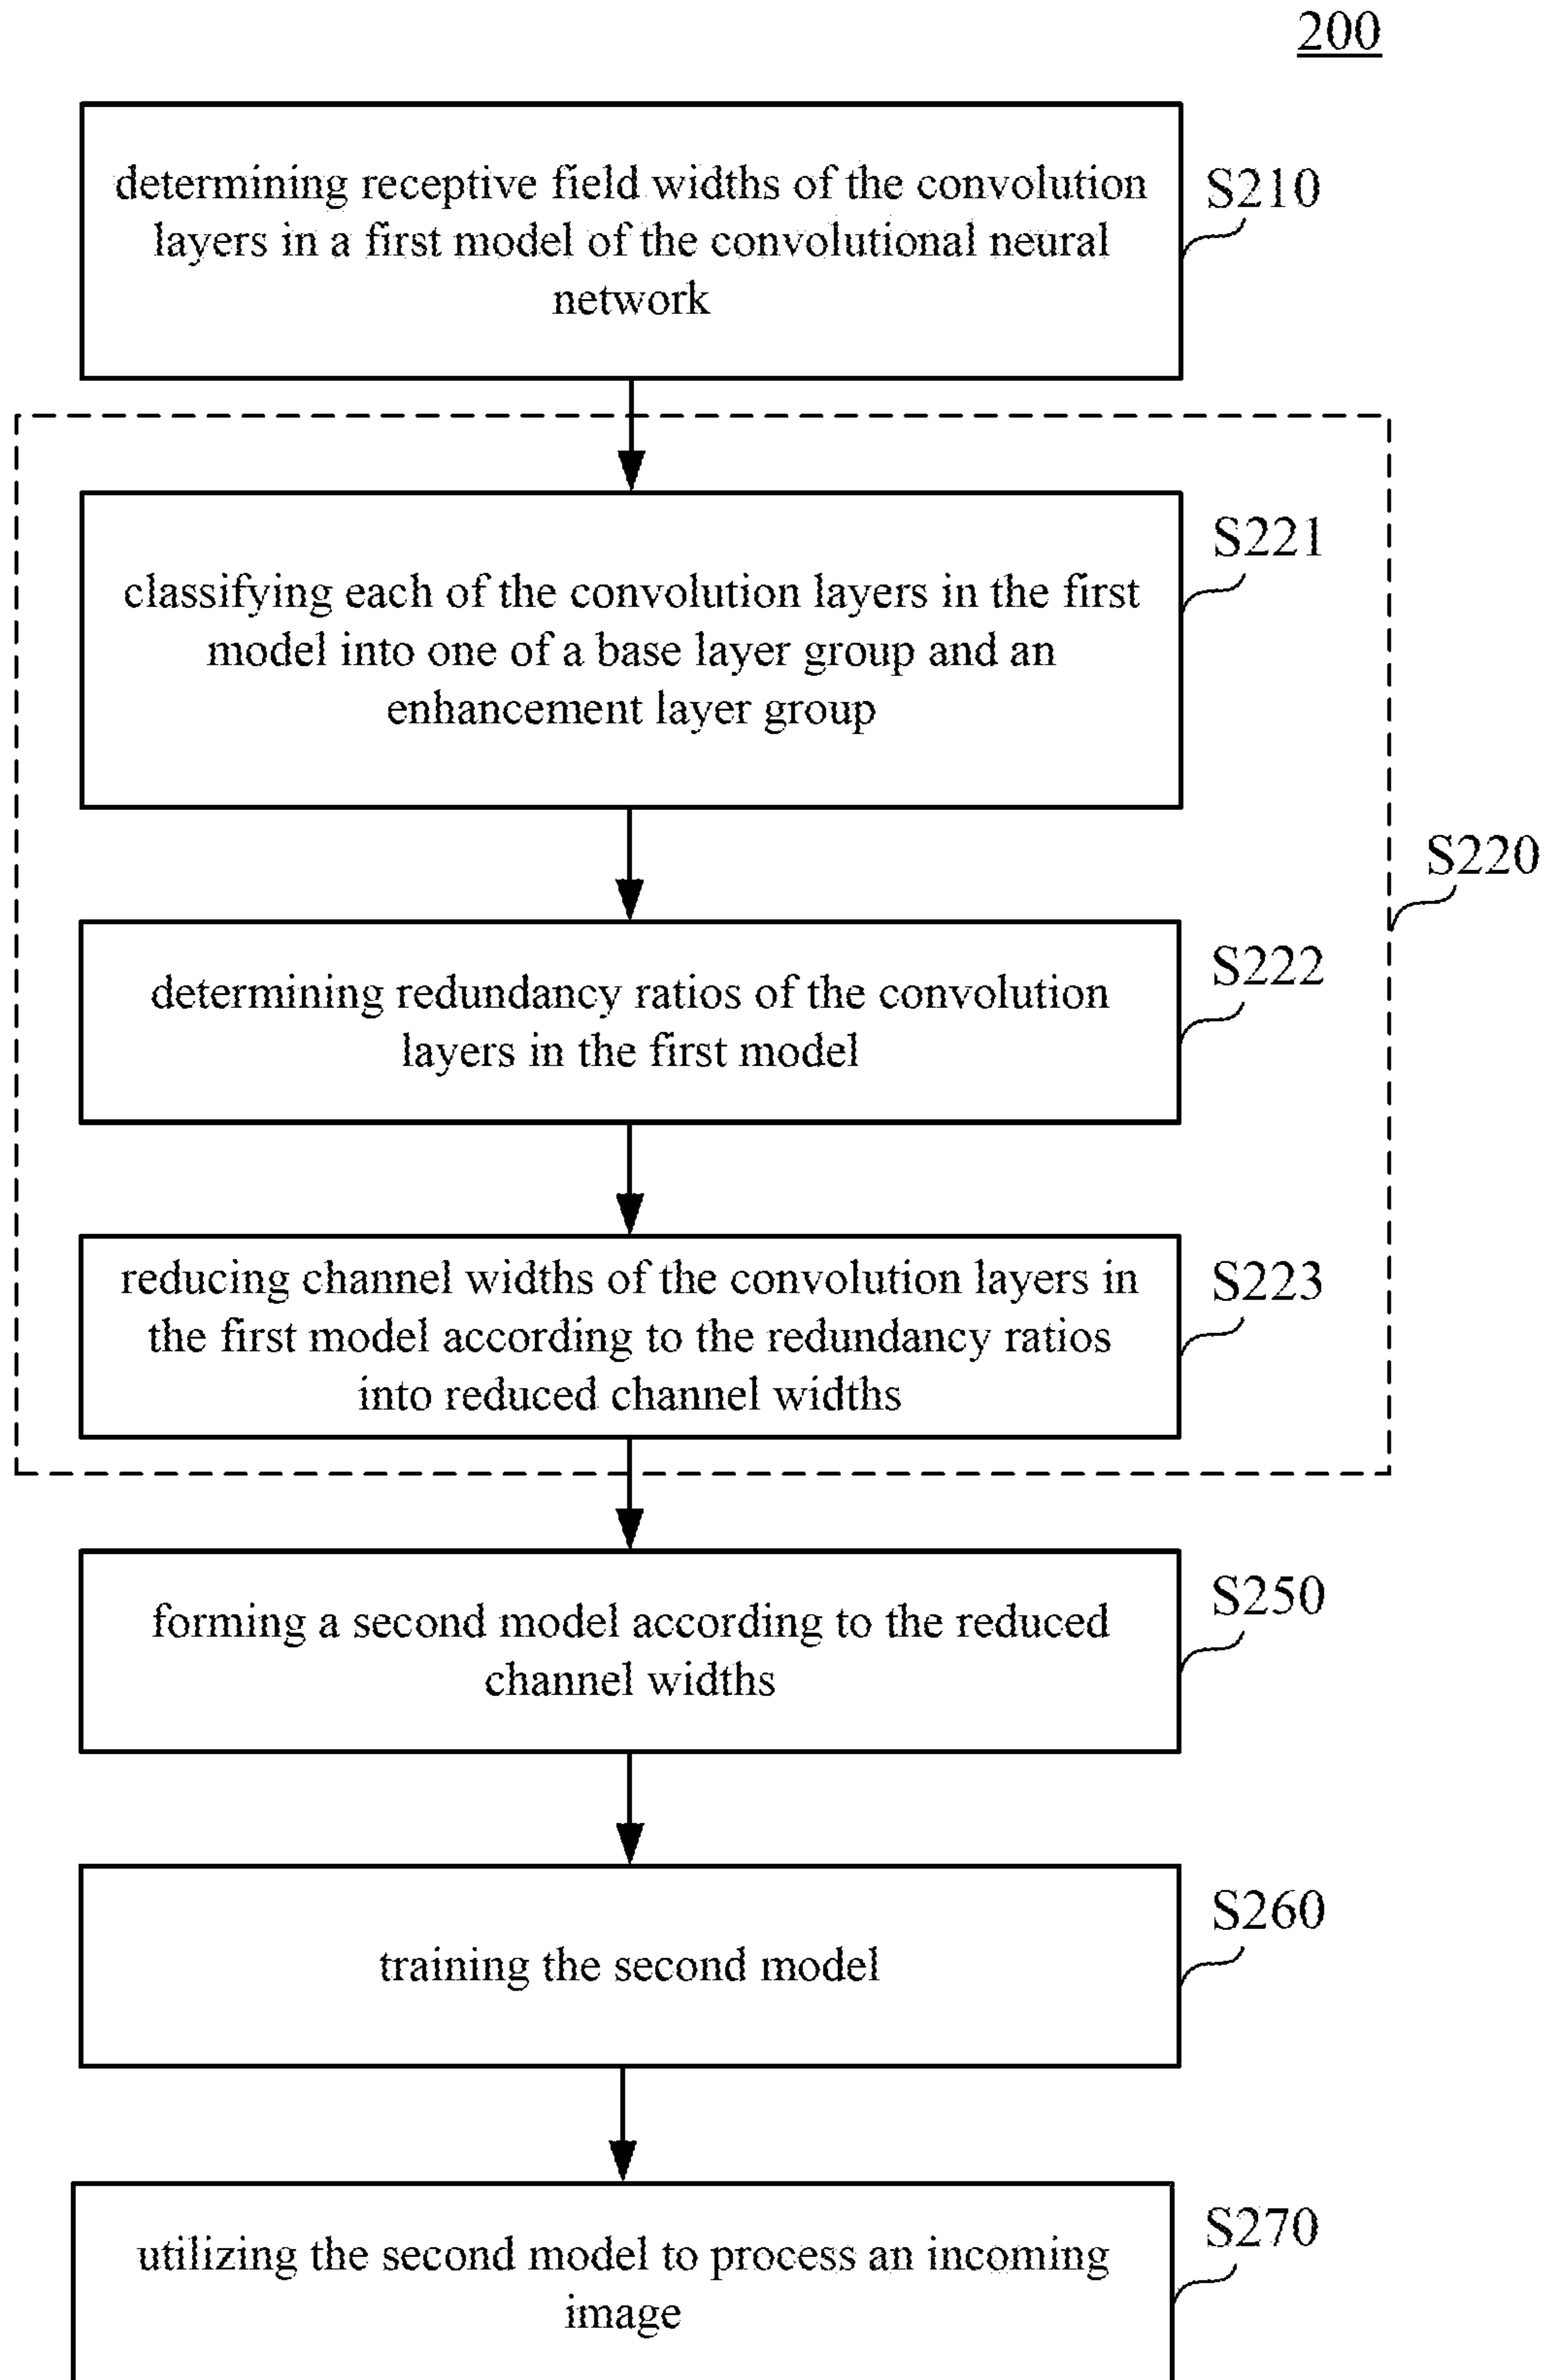 200
determining receptive field widths of the convolution
layers in a first model of the convolutional neural
network
S210
S221
classifying each of the convolution layers in the first
model into one of a base layer group and an
enhancement layer group
S220
S222
determining redundancy ratios of the convolution
layers in the first model
S223
reducing channel widths of the convolution layers in
the first model according to the redundancy ratios
into reduced channel widths
S250
forming a second model according to the reduced
channel widths
S260
training the second model
S270
utilizing the second model to process an incoming
image